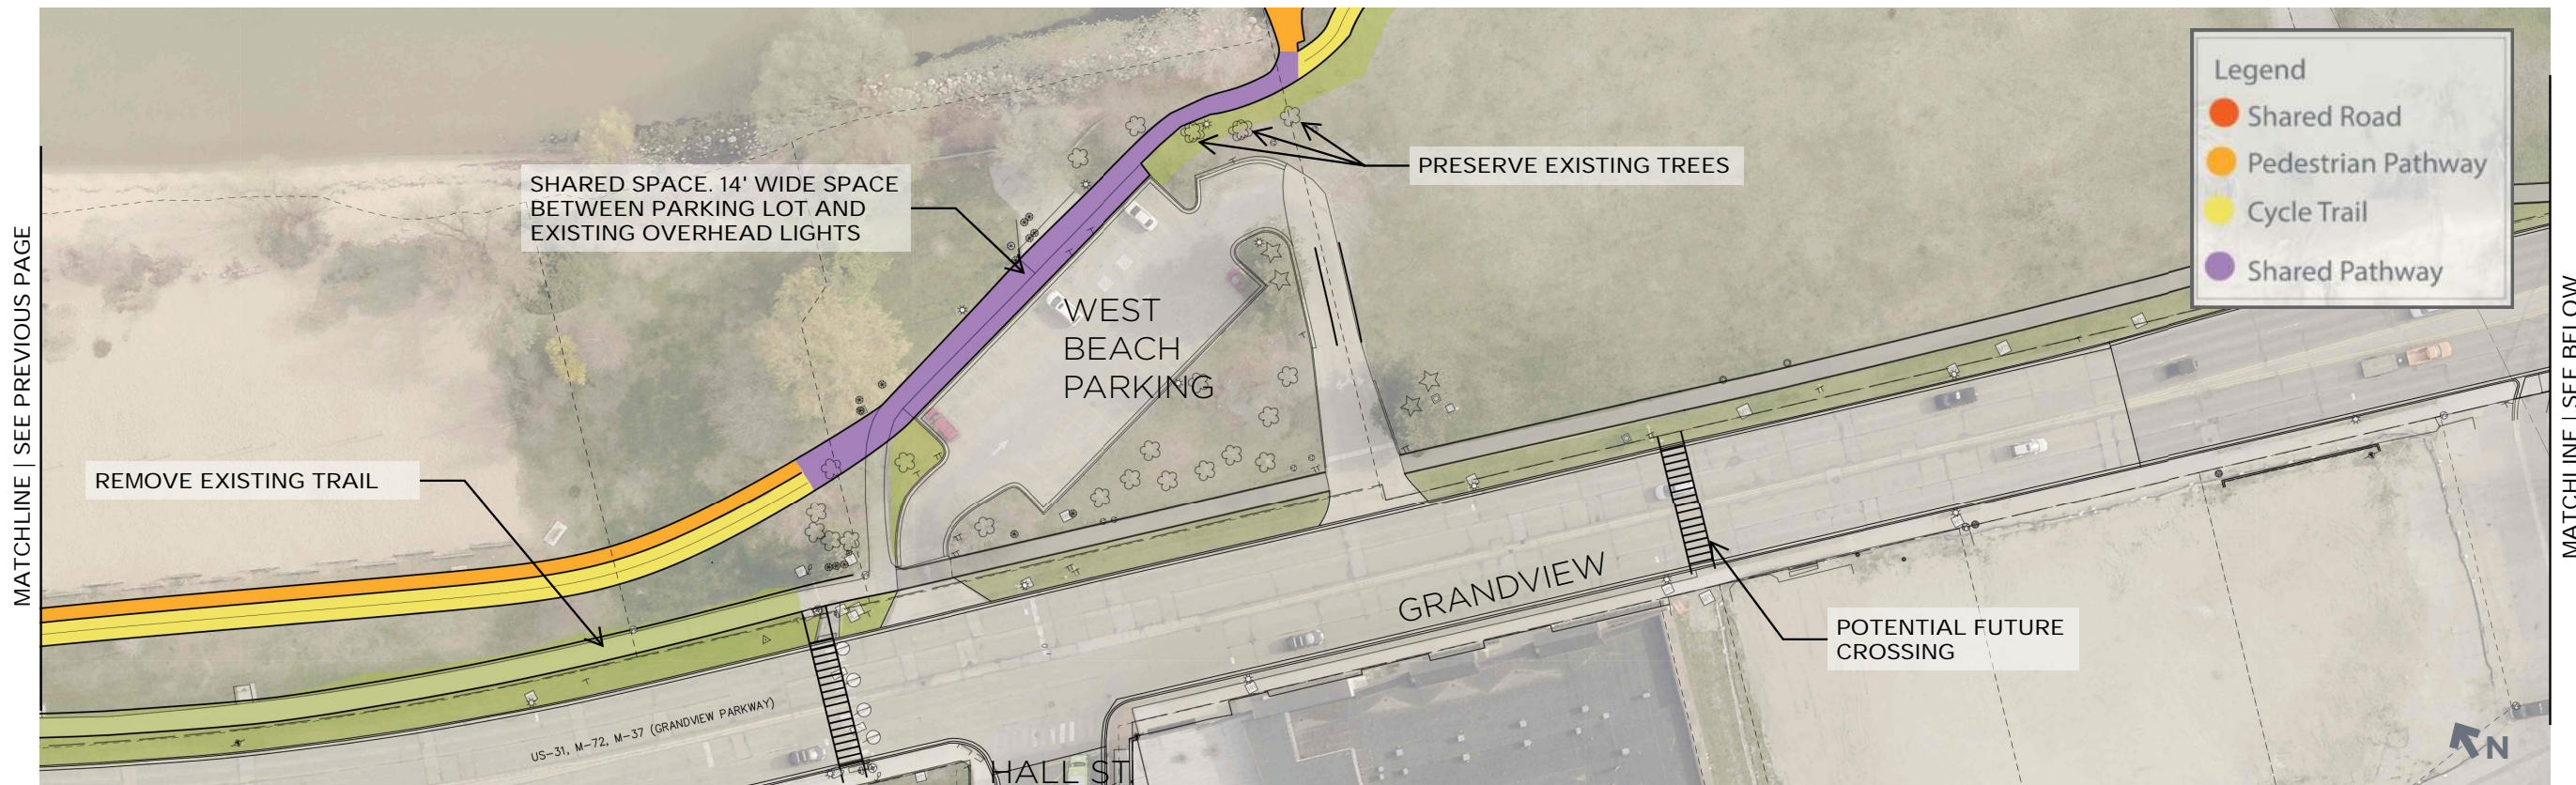 MATCHLINE | SEE PREVIOUS PAGE
SHARED SPACE. 14' WIDE SPACE
BETWEEN PARKING LOT AND
EXISTING OVERHEAD LIGHTS
PRESERVE EXISTING TREES
Legend
Shared Road
Pedestrian Pathway
Cycle Trail
Shared Pathway
WEST
BEACH
PARKING
REMOVE EXISTING TRAIL
GRANDVIEW
POTENTIAL FUTURE
CROSSING
US-31, M-72, M-37 (GRANDVIEW PARKWAY)
HALL ST.
N
MATCHLINE | SEE BELOW